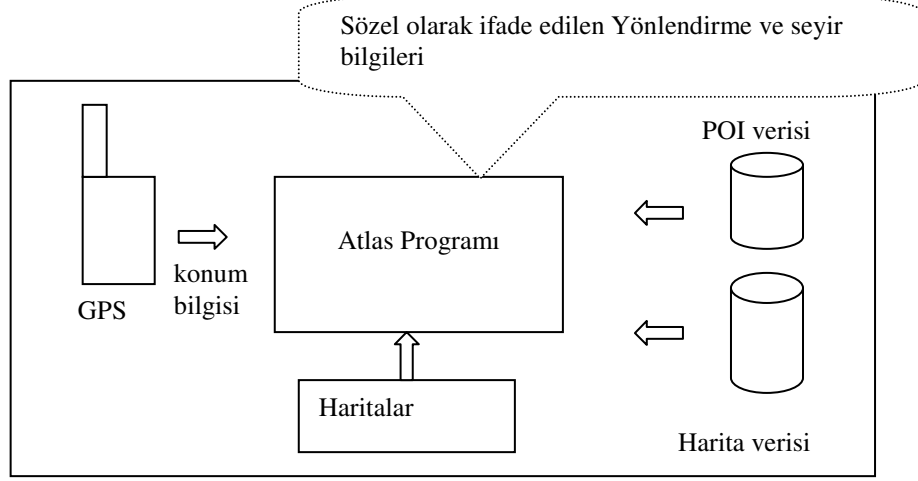 Sözel olarak ifade edilen Yönlendirme ve seyir
bilgileri
POI verisi
Atlas Programı
konum
bilgisi
GPS
Haritalar
Harita verisi